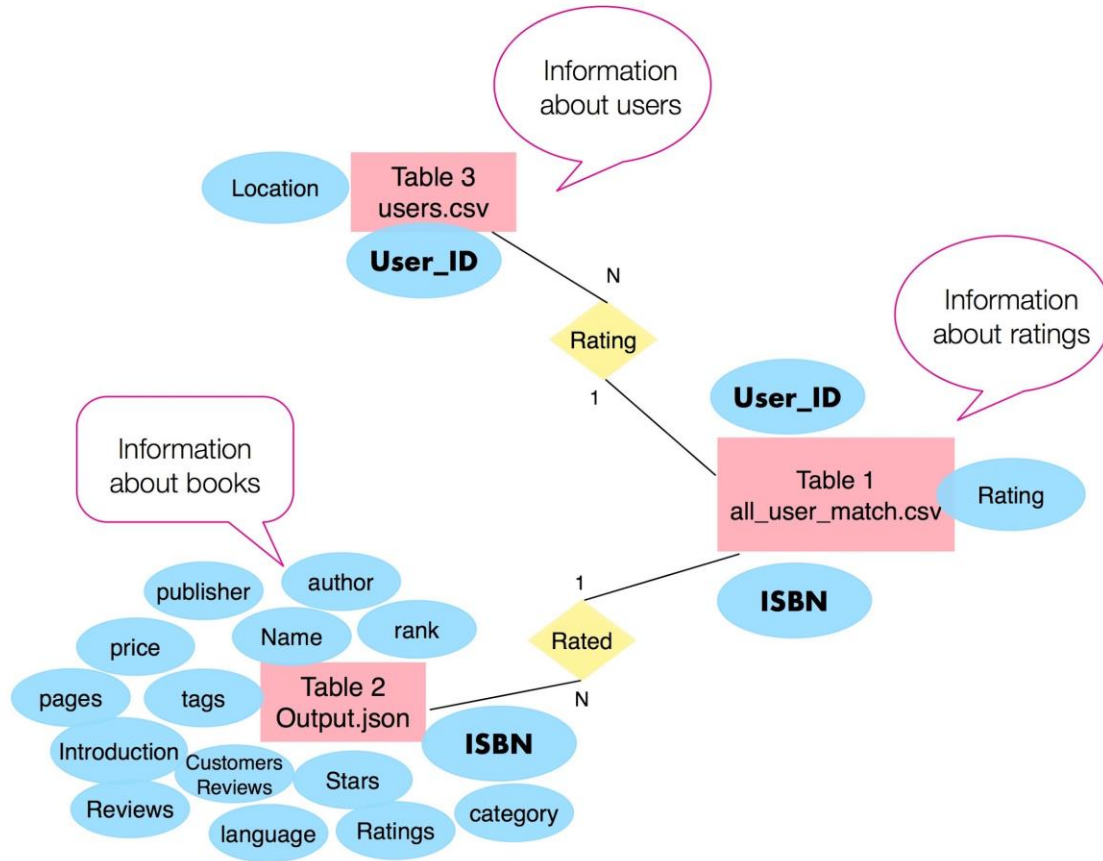 Information
about users
Table 3
users.csv
Location
User_ID
N
Rating
1
Information
about ratings
User_ID
Table 1
all_user_match.csv
Rating
ISBN
1
Rated
N
Information
about books
publisher
author
Name
rank
price
pages
tags
Table 2
Output.json
ISBN
Introduction
Customers
Reviews
Stars
Reviews
language
Ratings
category